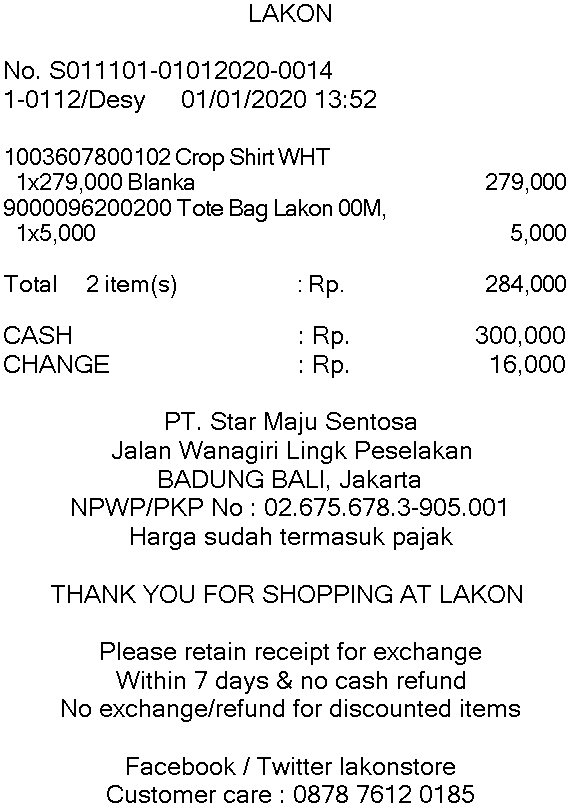 LAKON
No. S011101-01012020-0014
1-0112/Desy 01/01/2020 13:52
1003607800102 Crop Shirt WHT
1x279,000 Blanka 279,000
9000096200200 Tote Bag Lakon 00M,
1x5,000 5,000
Total 2 item(s) : Rp. 284,000
CASH : Rp. 300,000
CHANGE : Rp. 16,000
PT. Star Maju Sentosa
Jalan Wanagiri Lingk Peselakan
BADUNG BALI, Jakarta
NPWP/PKP No : 02.675.678.3-905.001
Harga sudah termasuk pajak
THANK YOU FOR SHOPPING AT LAKON
Please retain receipt for exchange
Within 7 days & no cash refund
No exchange/refund for discounted items
Facebook / Twitter lakonstore
Customer care : 0878 7612 0185